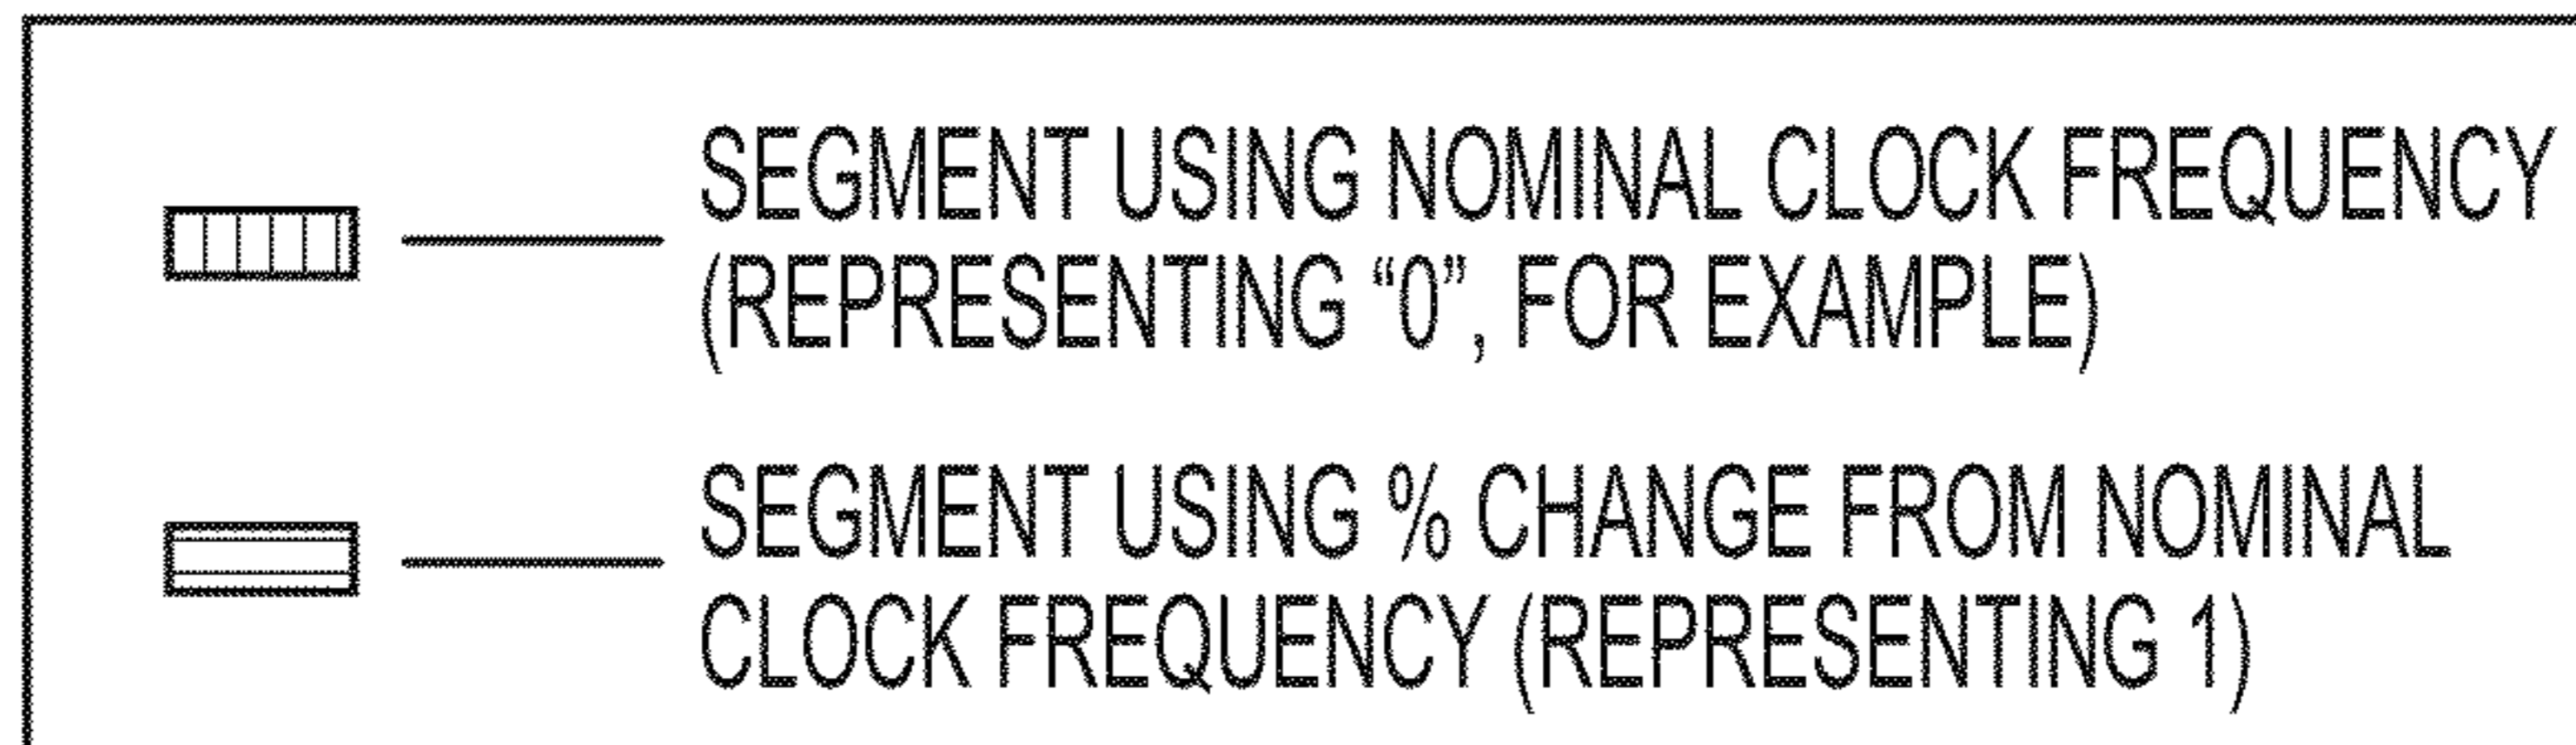 SEGMENT USING NOMINAL CLOCK FREQUENCY
(REPRESENTING “0”, FOR EXAMPLE)
SEGMENT USING % CHANGE FROM NOMINAL
CLOCK FREQUENCY (REPRESENTING 1)